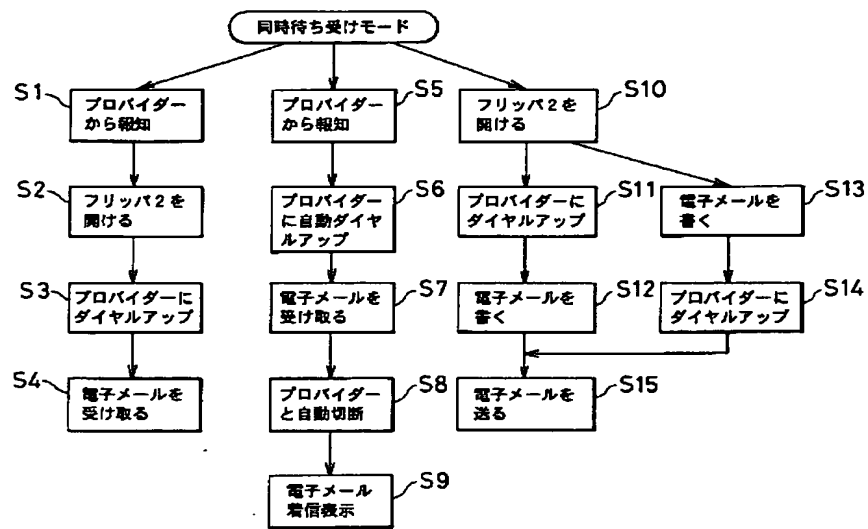 同時待ち受けモード
S1
プロバイダー
から報知
S5
プロバイダー
から報知
S10
フリッパ2を
開ける
S2
フリッパ2を
開ける
S6
プロバイダー
に自動ダイヤ
ルアップ
S11
プロバイダーに
ダイヤルアップ
S13
電子メールを
書く
S3
プロバイダーに
ダイヤルアップ
S7
電子メールを
受け取る
S12
電子メールを
書く
S14
プロバイダーに
ダイヤルアップ
S4
電子メールを
受け取る
S8
プロバイダー
と自動切断
S15
電子メールを
送る
S9
電子メール
着信表示